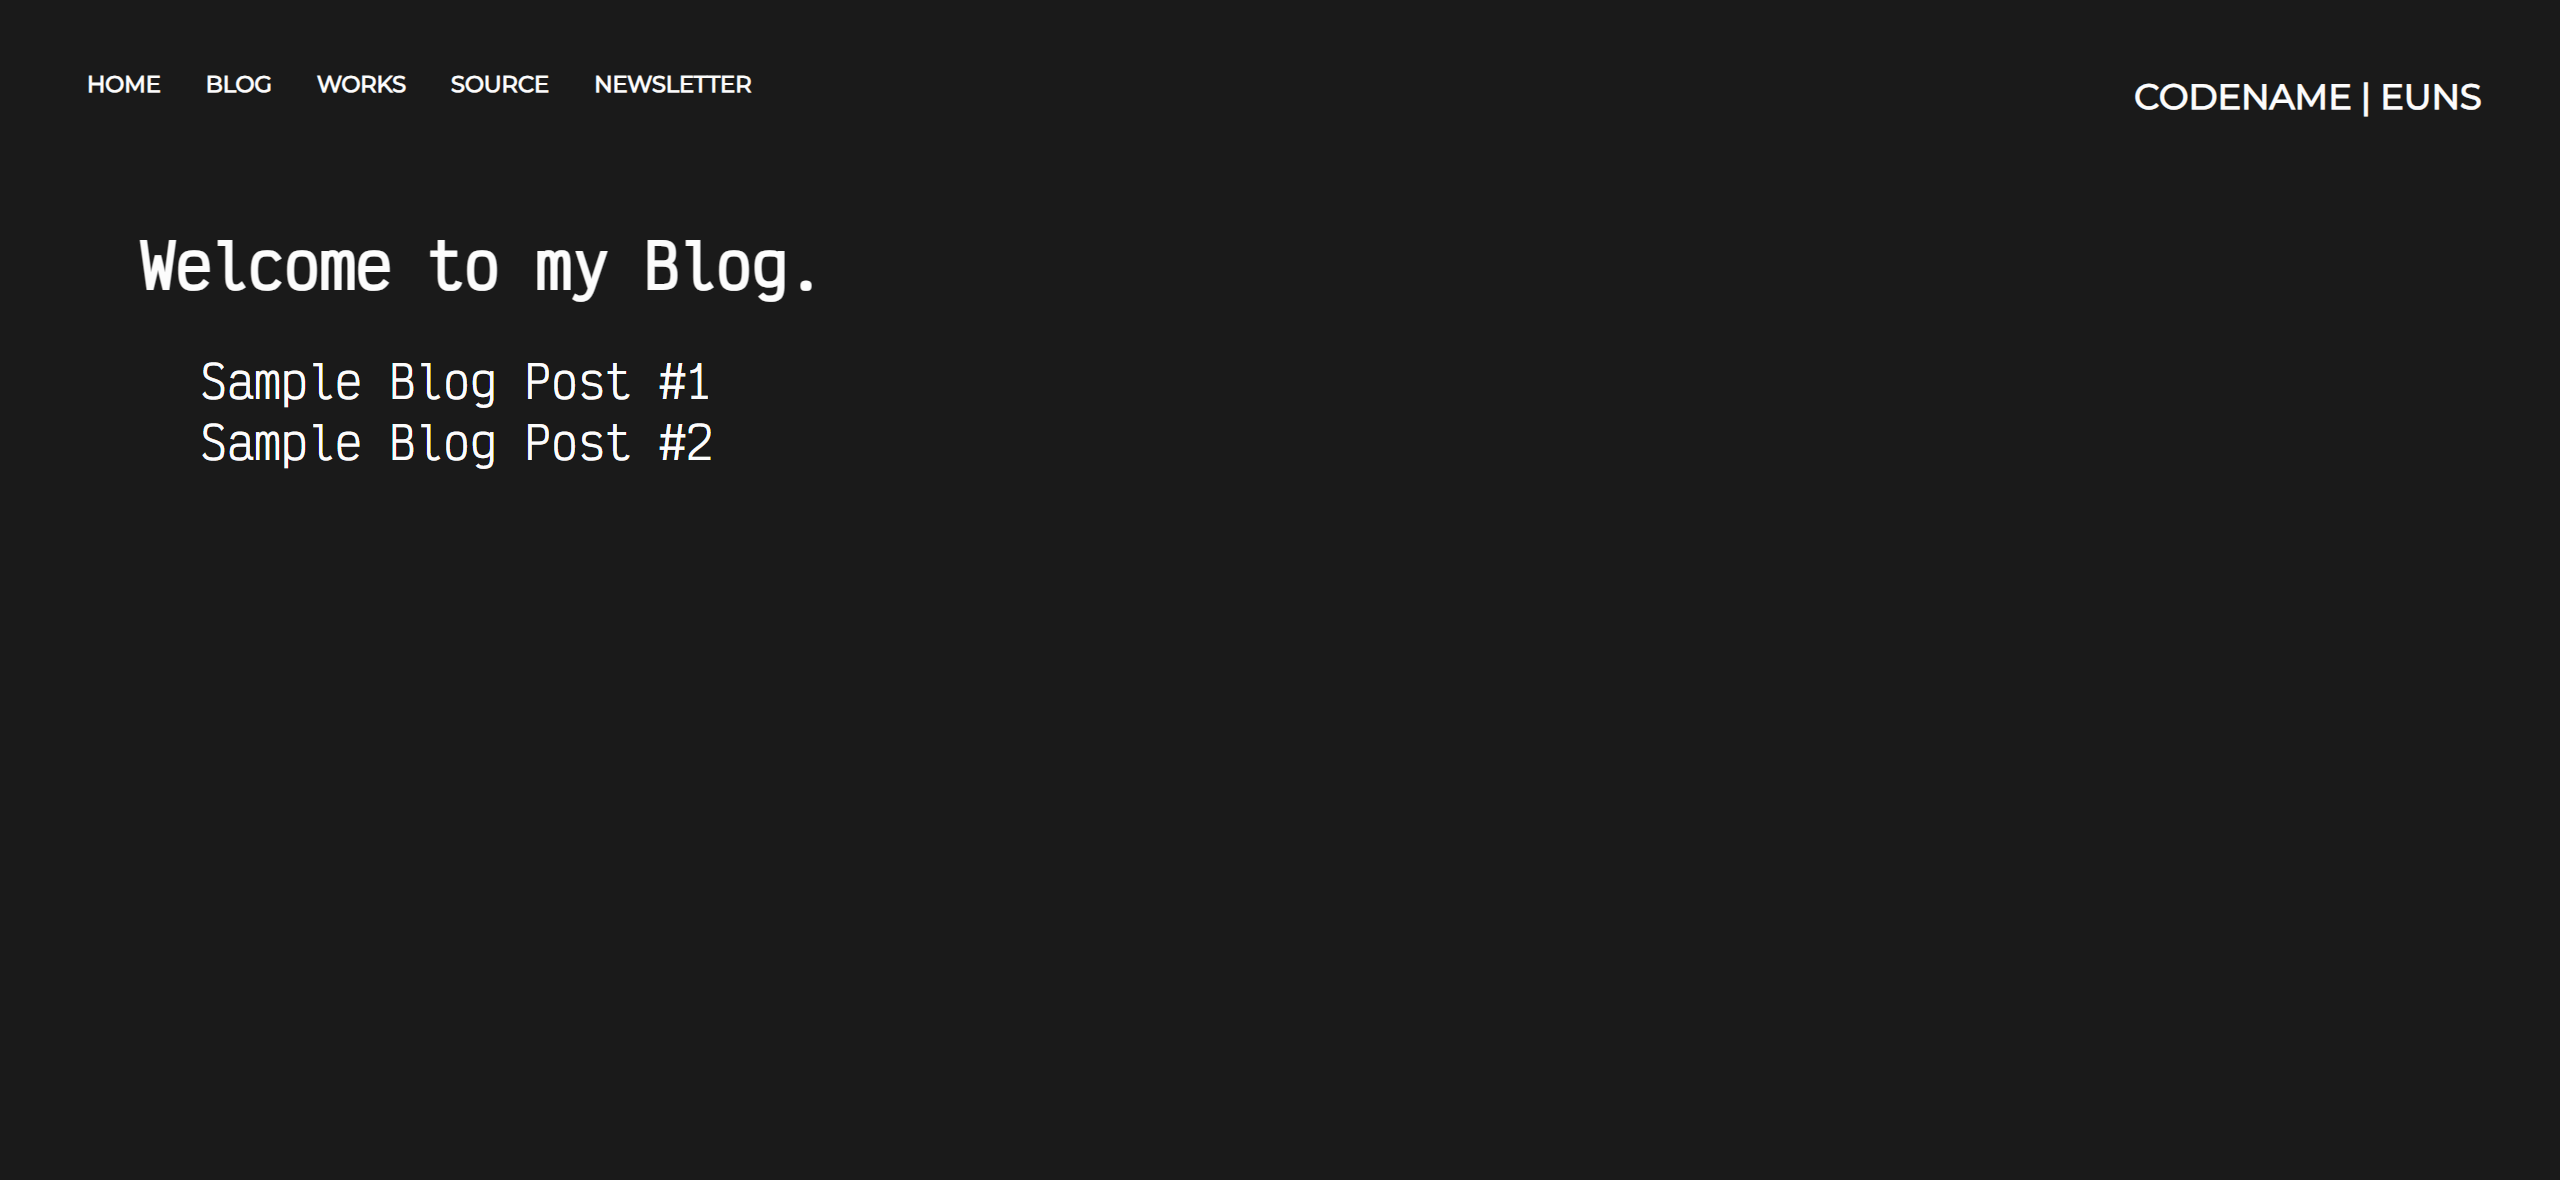 HOME BLOG WORKS SOURCE NEWSLETTER
CODENAME | EUNS
Welcome to my Blog.
Sample Blog Post #1
Sample Blog Post #2